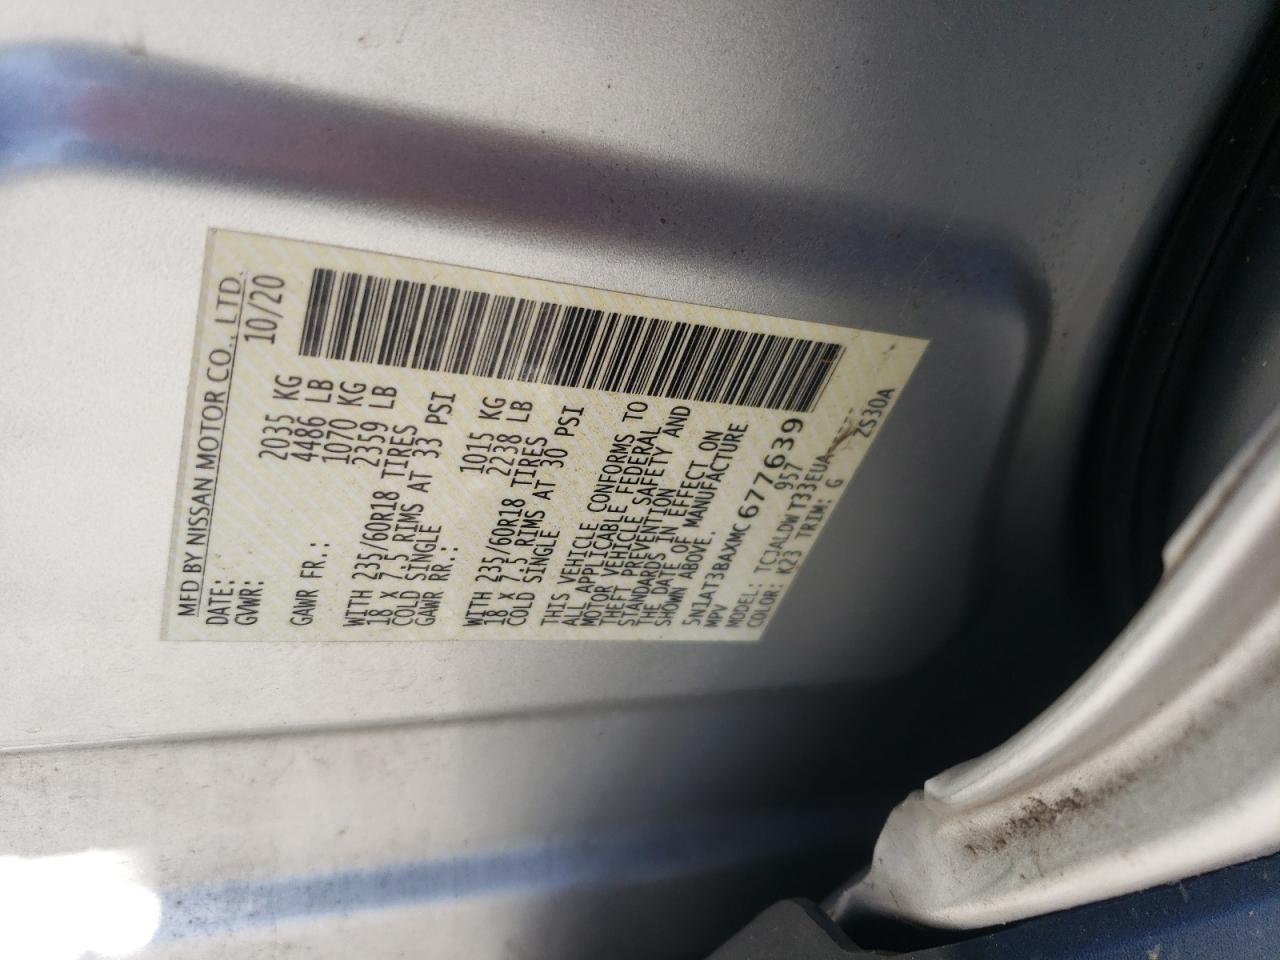 MFD BY NISSAN MOTOR CO., LTD.
DATE: 10/20
GVWR: 2035 KG
4486 LB
GAWR FR.: 1070 KG
2359 LB
WITH 235/60R18 TIRES
18 X 7.5 RIMS AT 33 PSI
COLD SINGLE
GAWR RR.: 1015 KG
2238 LB
WITH 235/60R18 TIRES
18 X 7.5 RIMS AT 30 PSI
COLD SINGLE
THIS VEHICLE CONFORMS TO
ALL APPLICABLE FEDERAL
MOTOR VEHICLE SAFETY AND
THEFT PREVENTION
STANDARDS IN EFFECT ON
THE DATE OF MANUFACTURE
SHOWN ABOVE.
5N1AT3BAXMC677639
MPV 957
MODEL: TCJALDWT33EUA
COLOR: K23 TRIM: G ZS30A